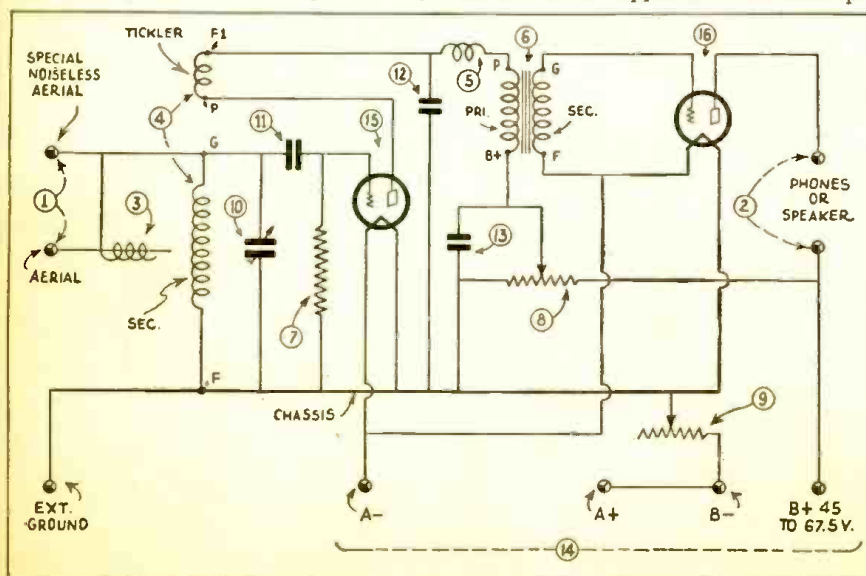 TICKLER
F1
P
SPECIAL
NOISELESS
AERIAL
4
1
AERIAL
3
SEC.
G
F
11
10
7
15
12
5
6
P
G
PRI.
SEC.
B+
F
13
8
16
2
PHONES
OR
SPEAKER
CHASSIS
9
EXT.
GROUND
A-
A+
B-
B+ 45
TO 67.5 V.
14